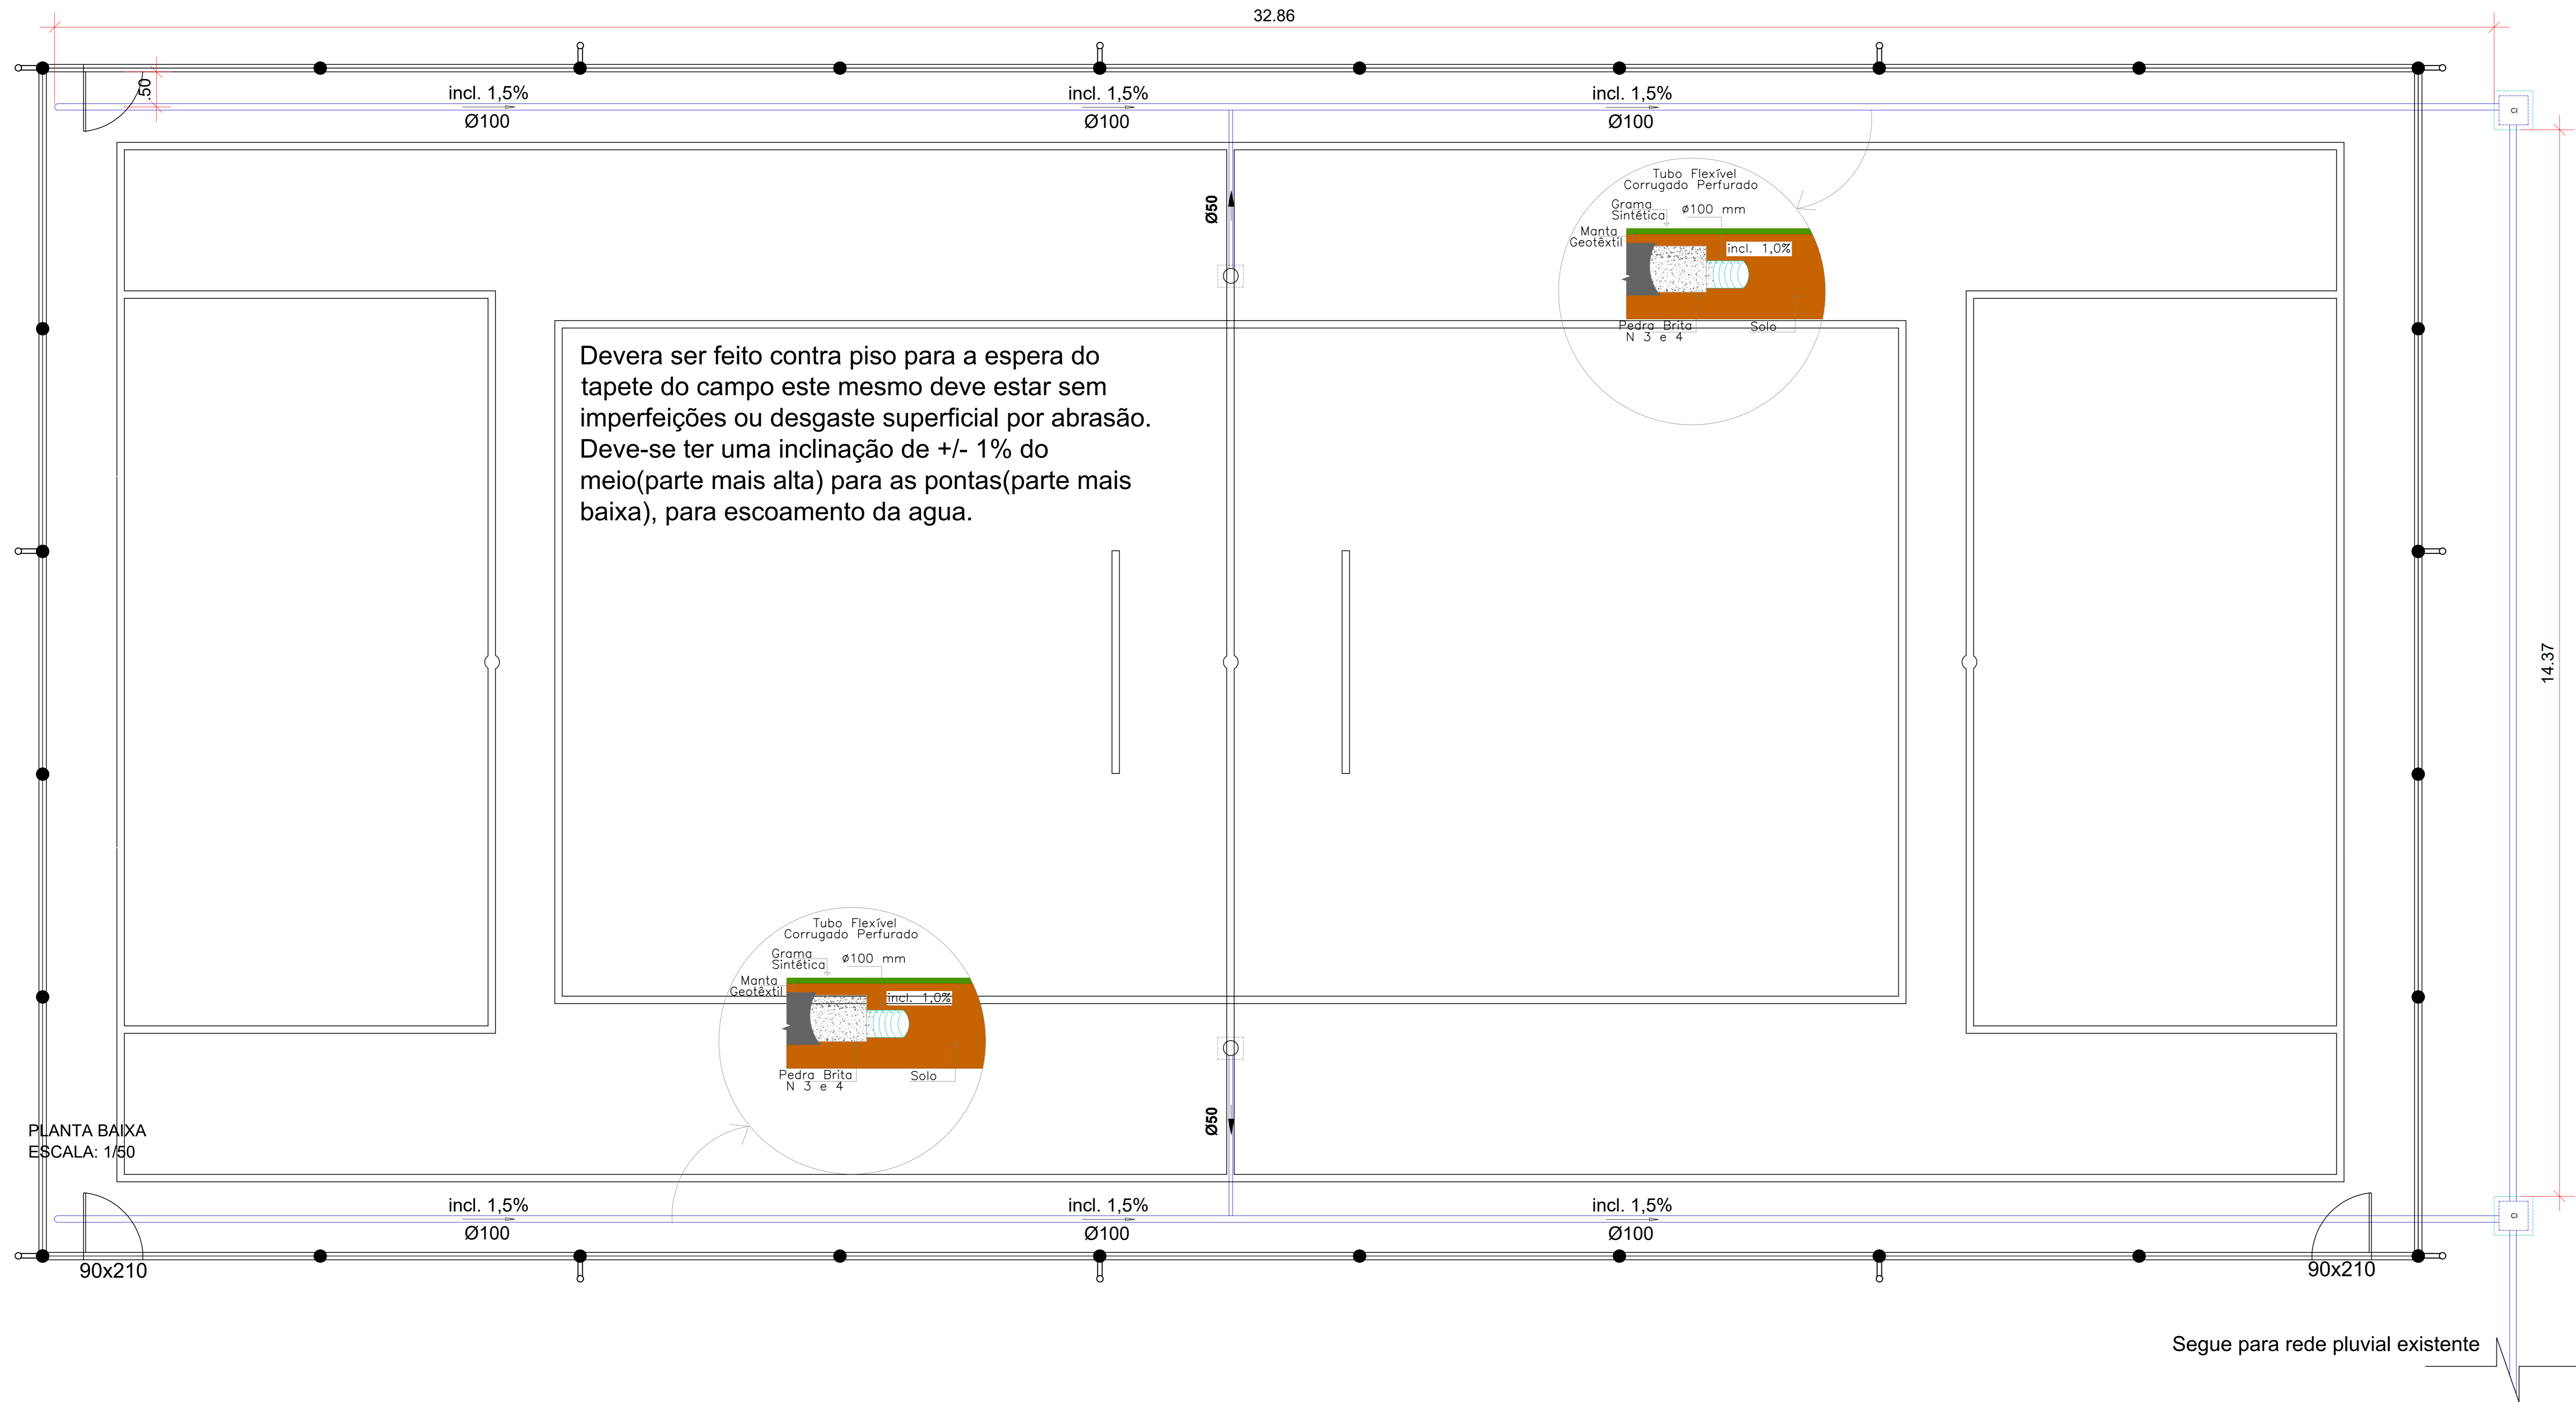 32.86
.50
incl. 1,5%
Ø100
incl. 1,5%
Ø100
incl. 1,5%
Ø100
CI
Ø50
Tubo Flexível
Corrugado Perfurado
Grama
Sintética
Ø100 mm
Manta
Geotêxtil
incl. 1,0%
Pedra Brita
N 3 e 4
Solo
Devera ser feito contra piso para a espera do
tapete do campo este mesmo deve estar sem
imperfeições ou desgaste superficial por abrasão.
Deve-se ter uma inclinação de +/- 1% do
meio(parte mais alta) para as pontas(parte mais
baixa), para escoamento da agua.
14.37
Tubo Flexível
Corrugado Perfurado
Grama
Sintética
Ø100 mm
Manta
Geotêxtil
incl. 1,0%
Pedra Brita
N 3 e 4
Solo
Ø50
PLANTA BAIXA
ESCALA: 1/50
incl. 1,5%
Ø100
incl. 1,5%
Ø100
incl. 1,5%
Ø100
CI
90x210
90x210
Segue para rede pluvial existente